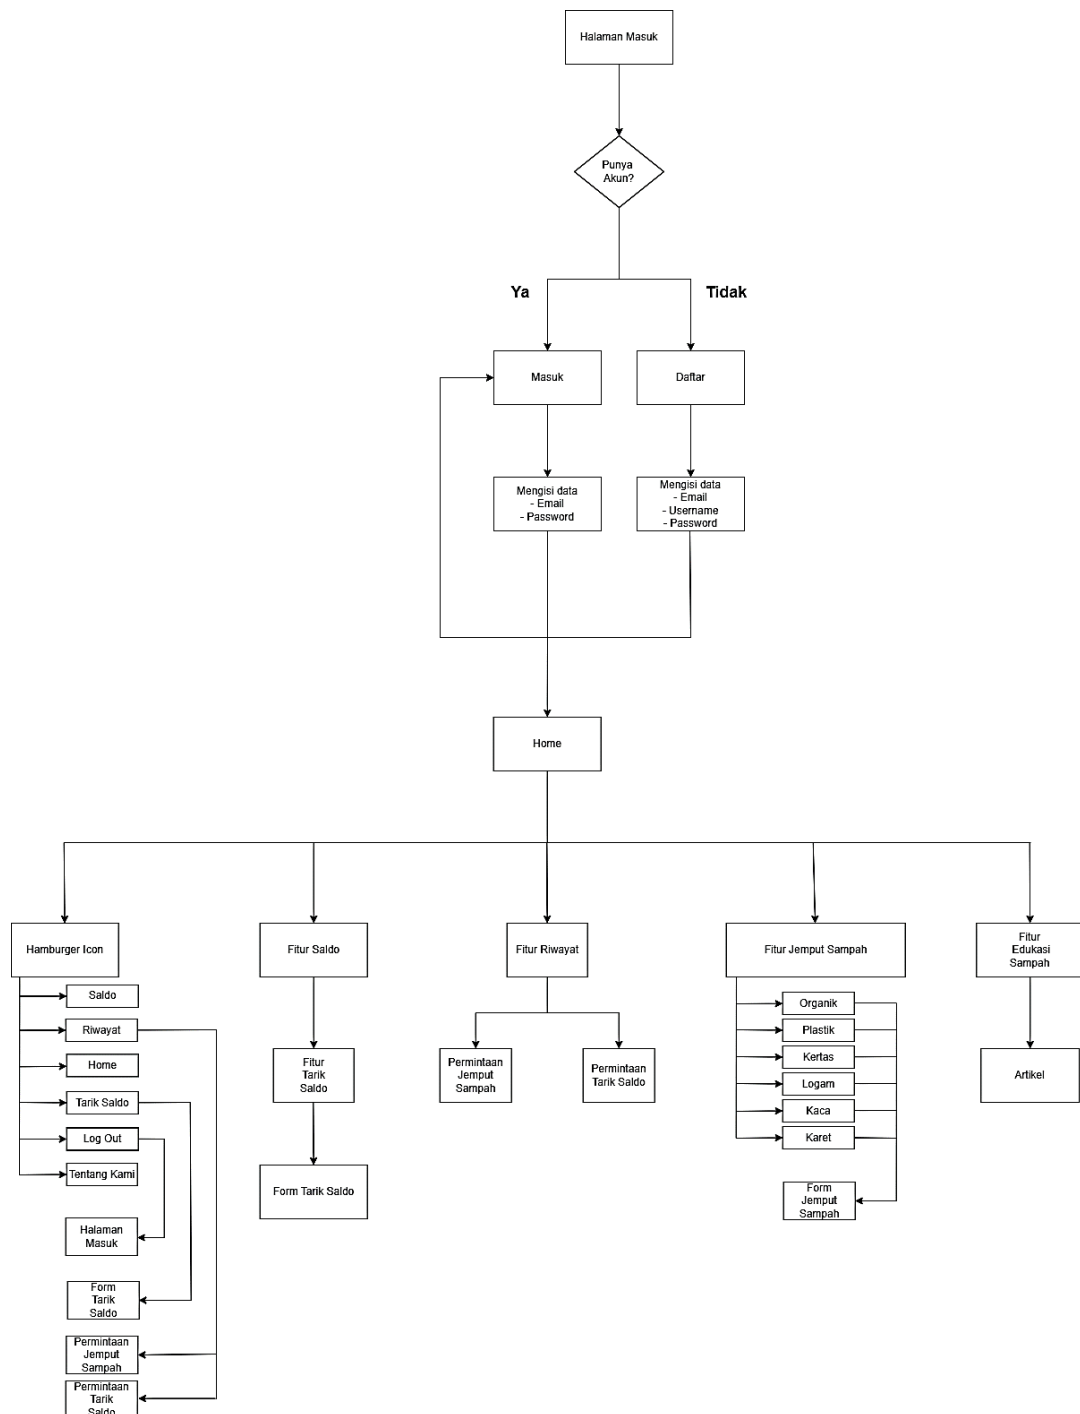 Halaman Masuk
Punya
Akun?
Ya
Tidak
Masuk
Daftar
Mengisi data
- Email
- Password
Mengisi data
- Email
- Username
- Password
Home
Hamburger Icon
Fitur Saldo
Fitur Riwayat
Fitur Jemput Sampah
Fitur
Edukasi
Sampah
Saldo
Riwayat
Home
Tarik Saldo
Log Out
Tentang Kami
Halaman
Masuk
Form
Tarik
Saldo
Permintaan
Jemput
Sampah
Permintaan
Tarik
Saldo
Fitur
Tarik
Saldo
Form Tarik Saldo
Permintaan
Jemput
Sampah
Permintaan
Tarik Saldo
Organik
Plastik
Kertas
Logam
Kaca
Karet
Form
Jemput
Sampah
Artikel